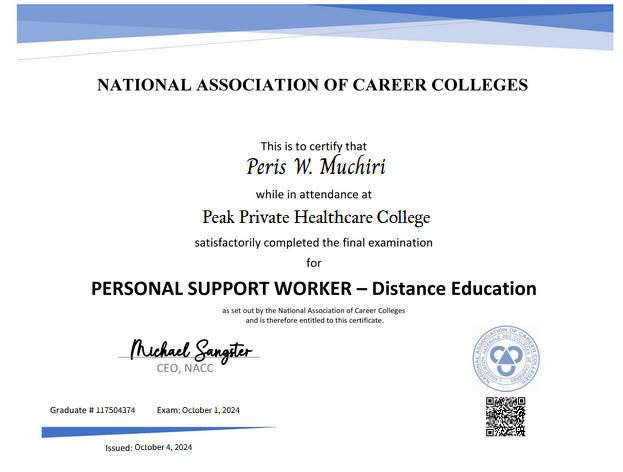 NATIONAL ASSOCIATION OF CAREER COLLEGES
This is to certify that
Peris W. Muchiri
while in attendance at
Peak Private Healthcare College
satisfactorily completed the final examination
for
PERSONAL SUPPORT WORKER – Distance Education
as set out by the National Association of Career Colleges
and is therefore entitled to this certificate.
Michael Sangster
CEO, NACC
NATIONAL ASSOCIATION OF CAREER COLLEGES
Graduate # 117504374 Exam: October 1, 2024
Issued: October 4, 2024